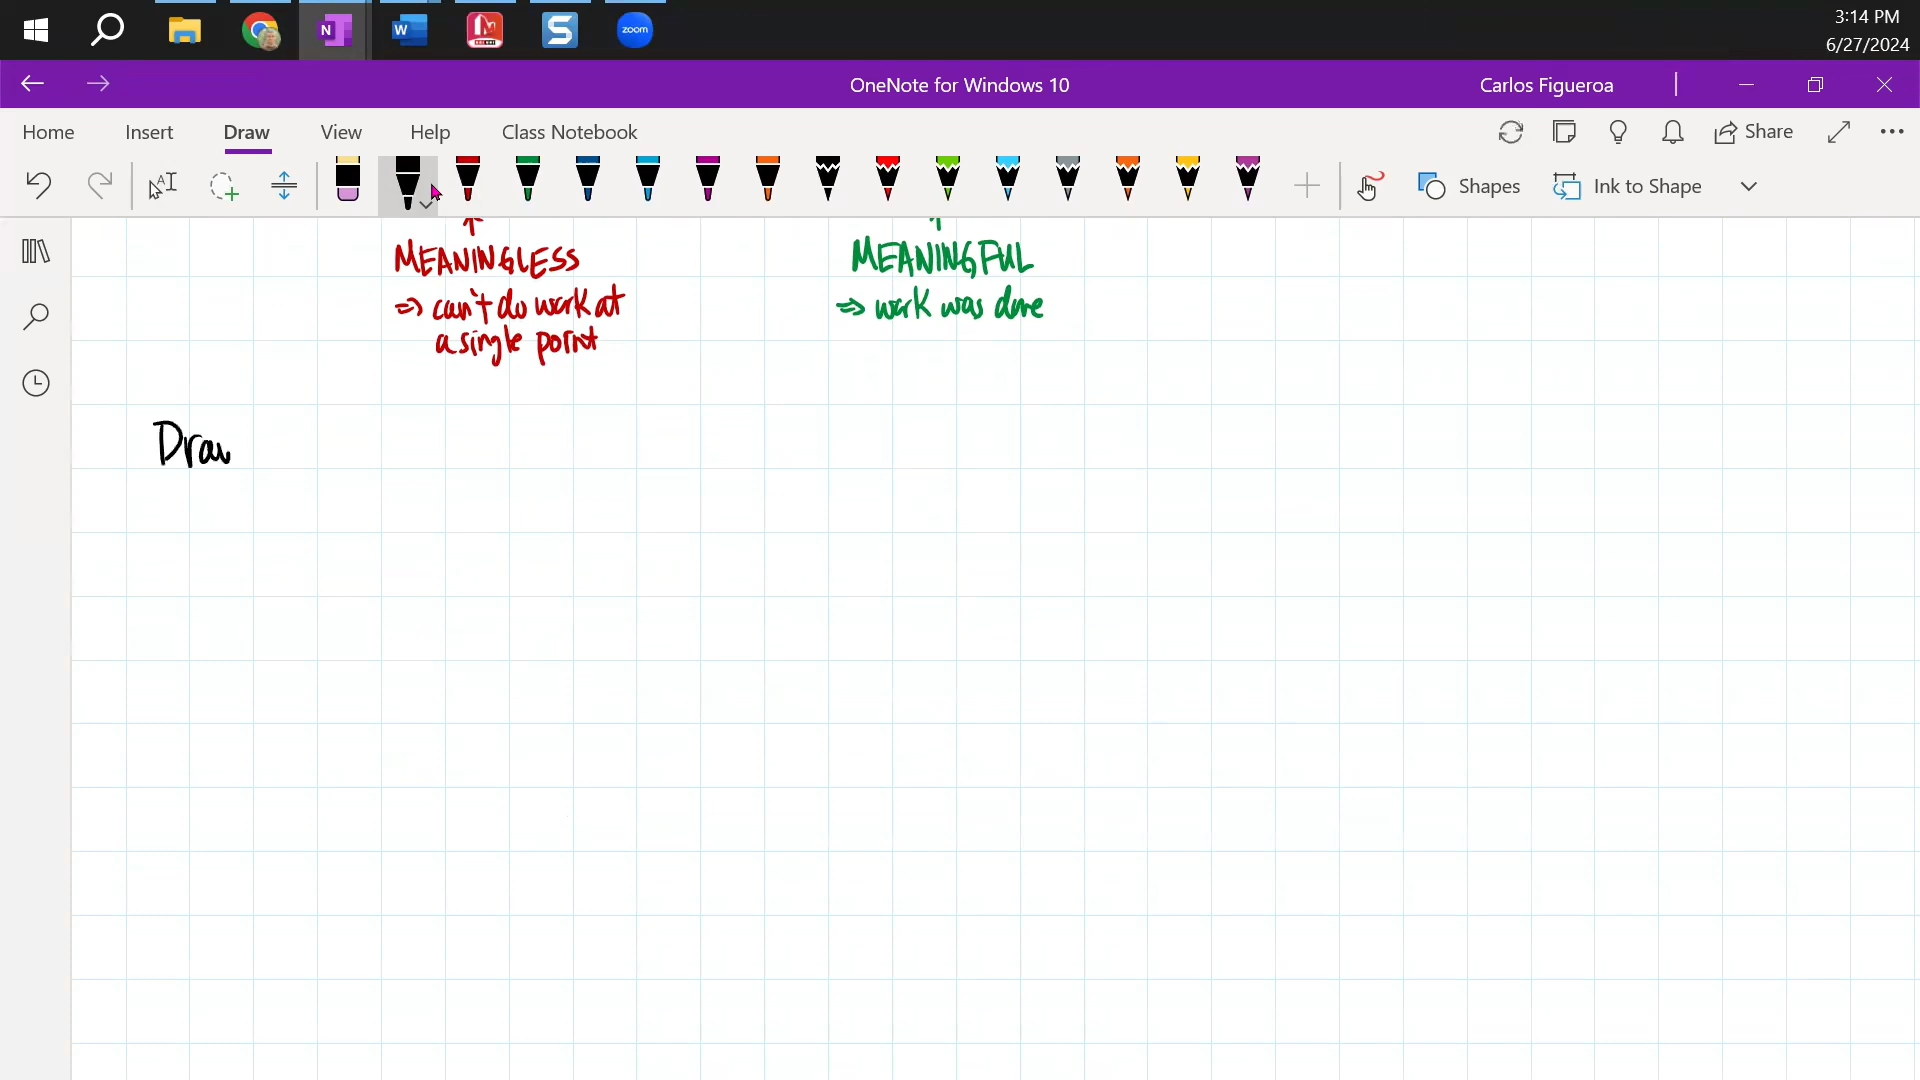 3:14 PM
6/27/2024
N
W
S
zoom
OneNote for Windows 10
Carlos Figueroa
Home Insert Draw View Help Class Notebook
Share
Shapes
Ink to Shape
MEANINGLESS
⇒ can't do work at
a single point
MEANINGFUL
⇒ work was done
Draw